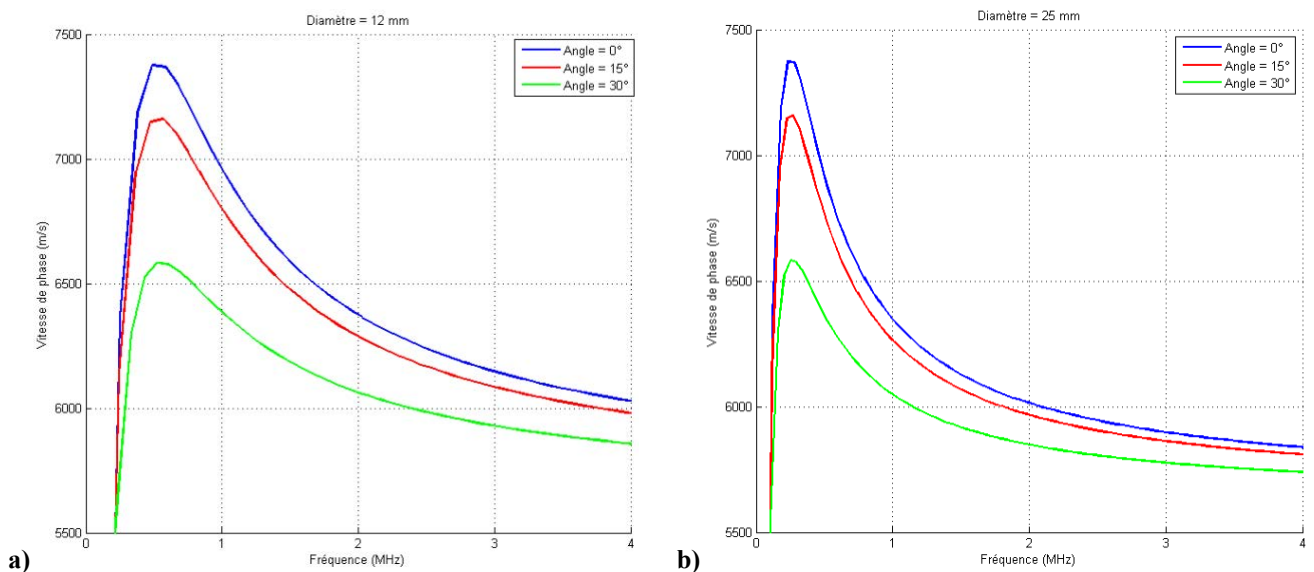 Diamètre = 12 mm
7500
7000
6500
6000
5500
Vitesse de phase (m/s)
Angle = 0°
Angle = 15°
Angle = 30°
0 1 2 3 4
Fréquence (MHz)
a)
Diamètre = 25 mm
7500
7000
6500
6000
5500
Vitesse de phase (m/s)
Angle = 0°
Angle = 15°
Angle = 30°
0 1 2 3 4
Fréquence (MHz)
b)